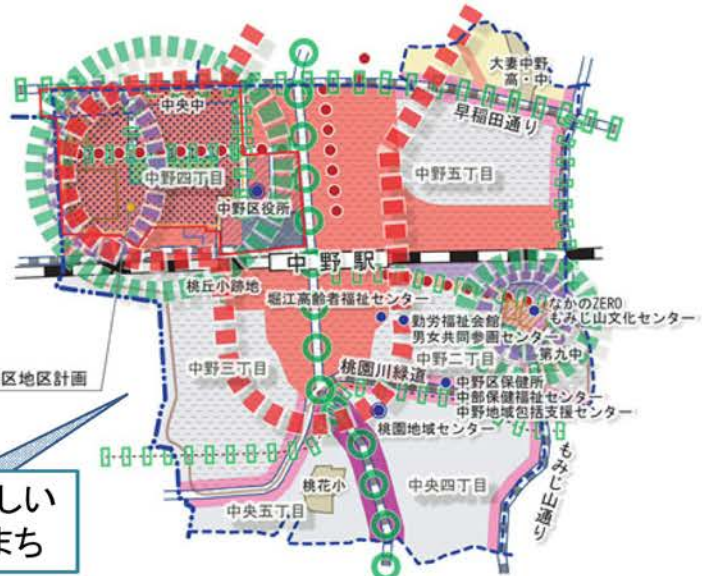 大妻中野
高・中
中央中
早稲田通り
中野四丁目
中野五丁目
中野区役所
中野駅
桃丘小跡地
堀江高齢者福祉センター
なかのZERO
もみじ山文化センター
勤労福祉会館
男女共同参画センター
第九中
中野三丁目
中野二丁目
桃園川緑道
区地区計画
中野区保健所
中部保健福祉センター
中野地域包括支援センター
桃園地域センター
もみじ山通り
桃花小
中央四丁目
中央五丁目
しい
まち